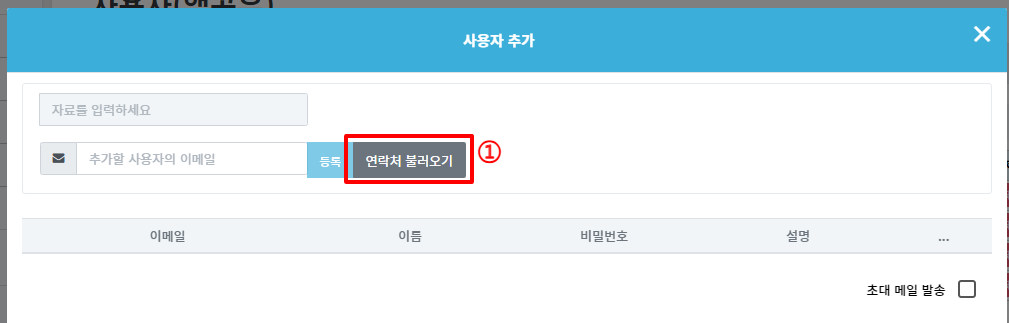 사용자 추가
자료를 입력하세요
추가할 사용자의 이메일 등록 연락처 불러오기 ①
이메일 이름 비밀번호 설명 ...
초대 메일 발송